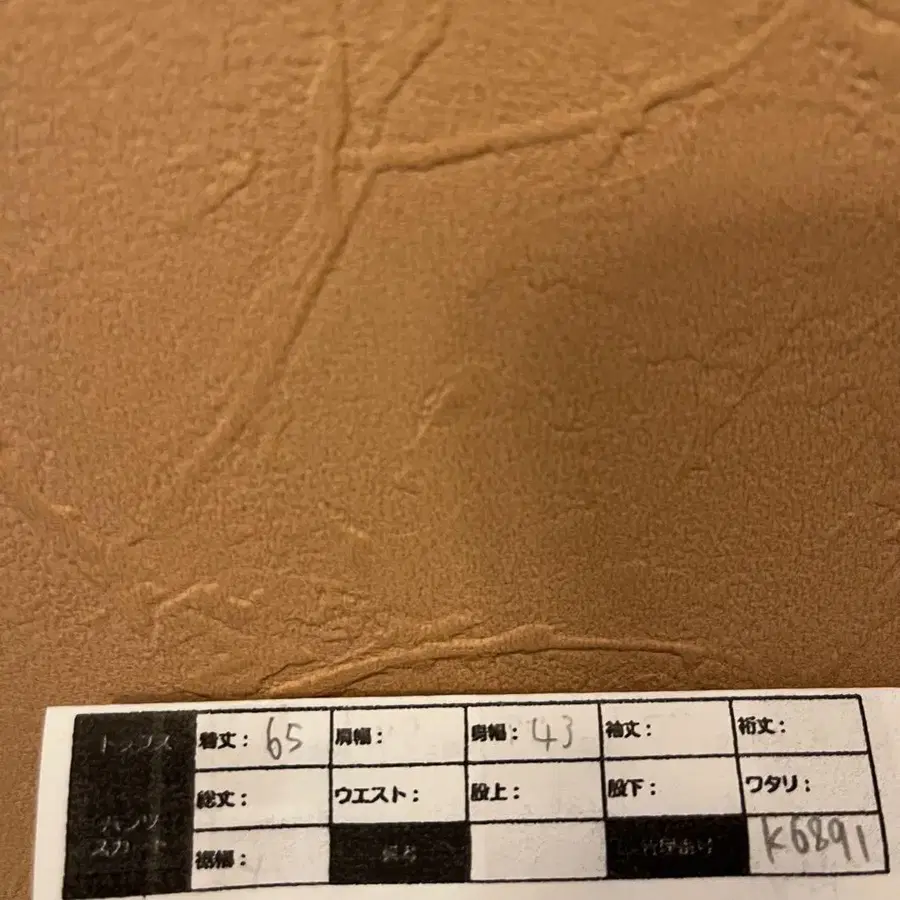 トップス 着丈： 65 肩幅： 身幅： 43 袖丈： 裄丈：
パンツ 総丈： ウエスト： 股上： 股下： ワタリ：
スカート 裾幅： K6891